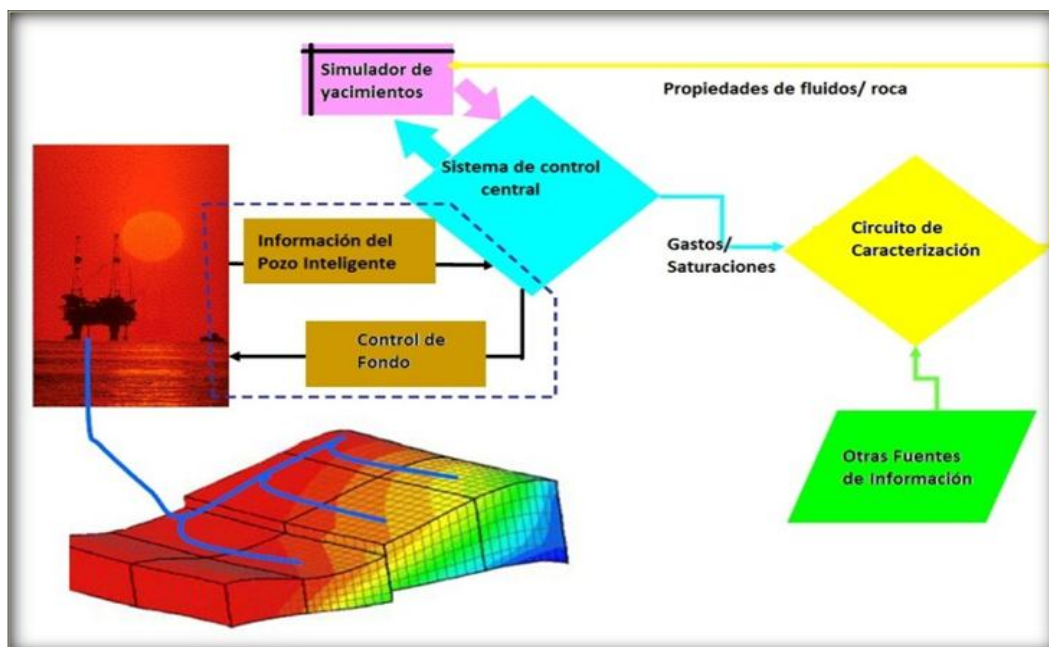 Simulador de
yacimientos
Propiedades de fluidos/ roca
Sistema de control
central
Información del
Pozo Inteligente
Gastos/
Saturaciones
Circuito de
Caracterización
Control de
Fondo
Otras Fuentes
de Información